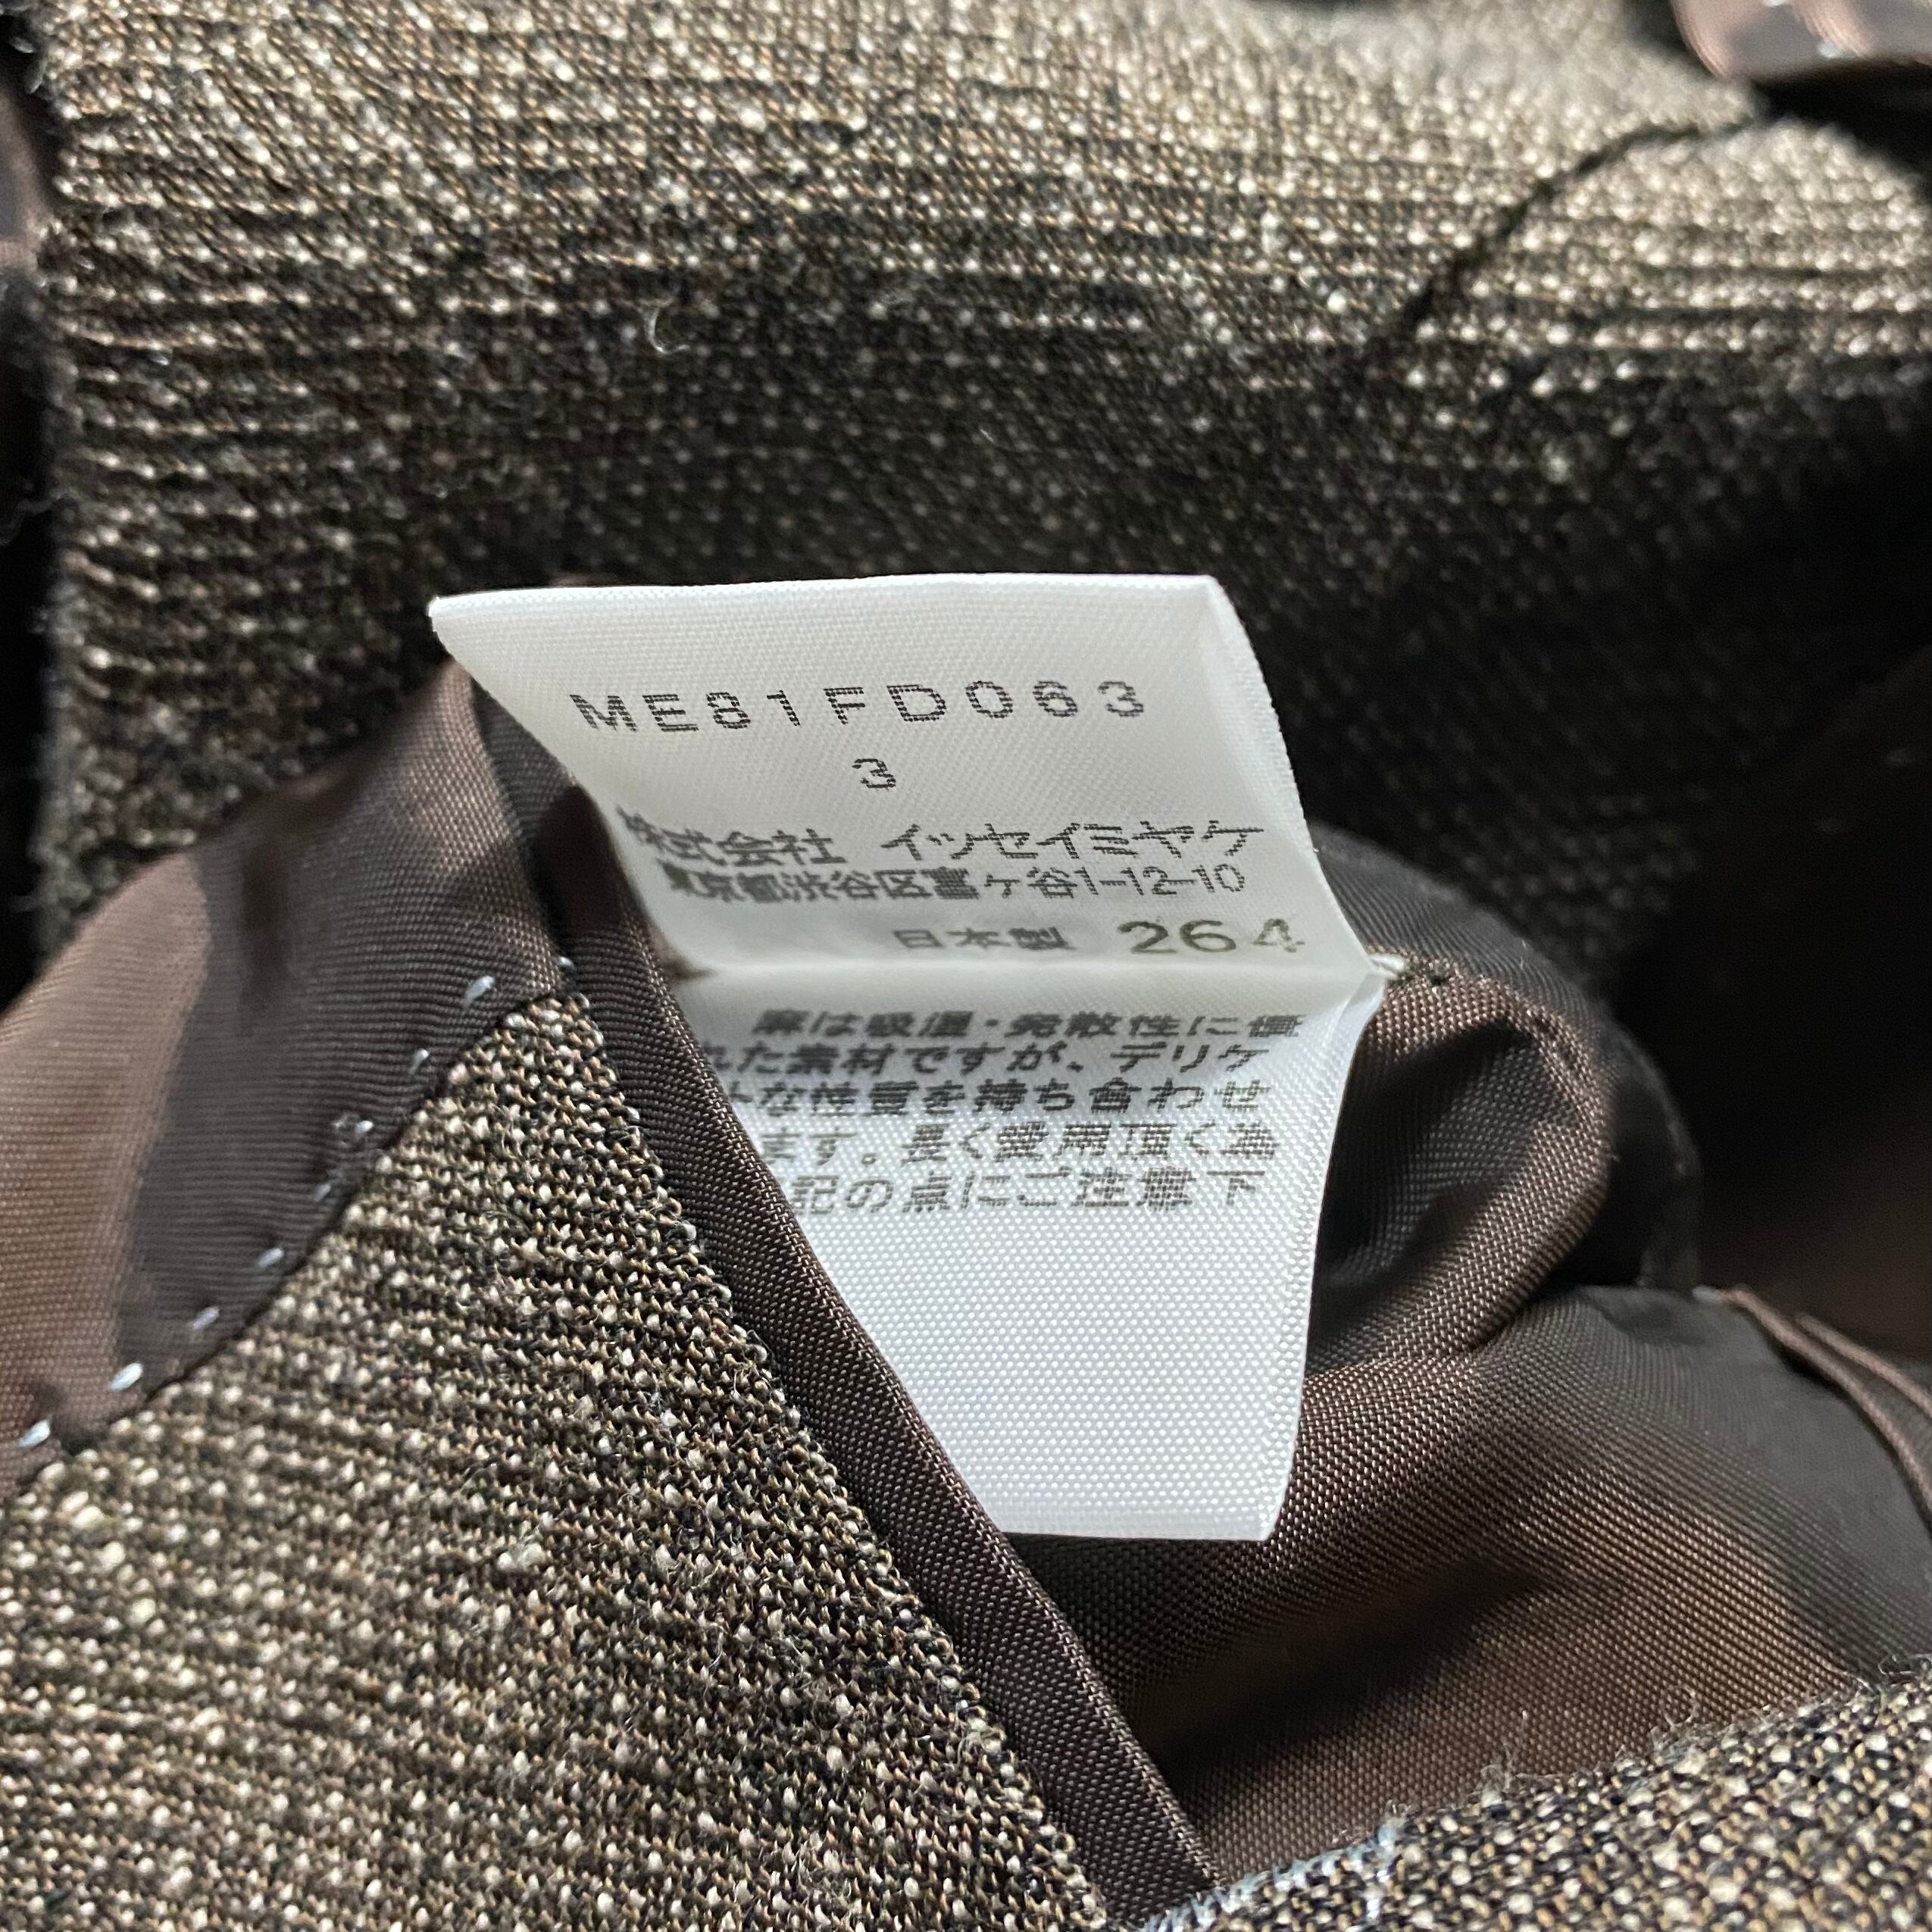 ME81FD063
3
株式会社 イッセイミヤケ
東京都渋谷区鶯ヶ谷1-12-10
日本製 264
麻は吸湿・発散性に優
れた素材ですが、デリケ
トな性質を持ち合わせ
ます。長く愛用頂く為
記の点にご注意下